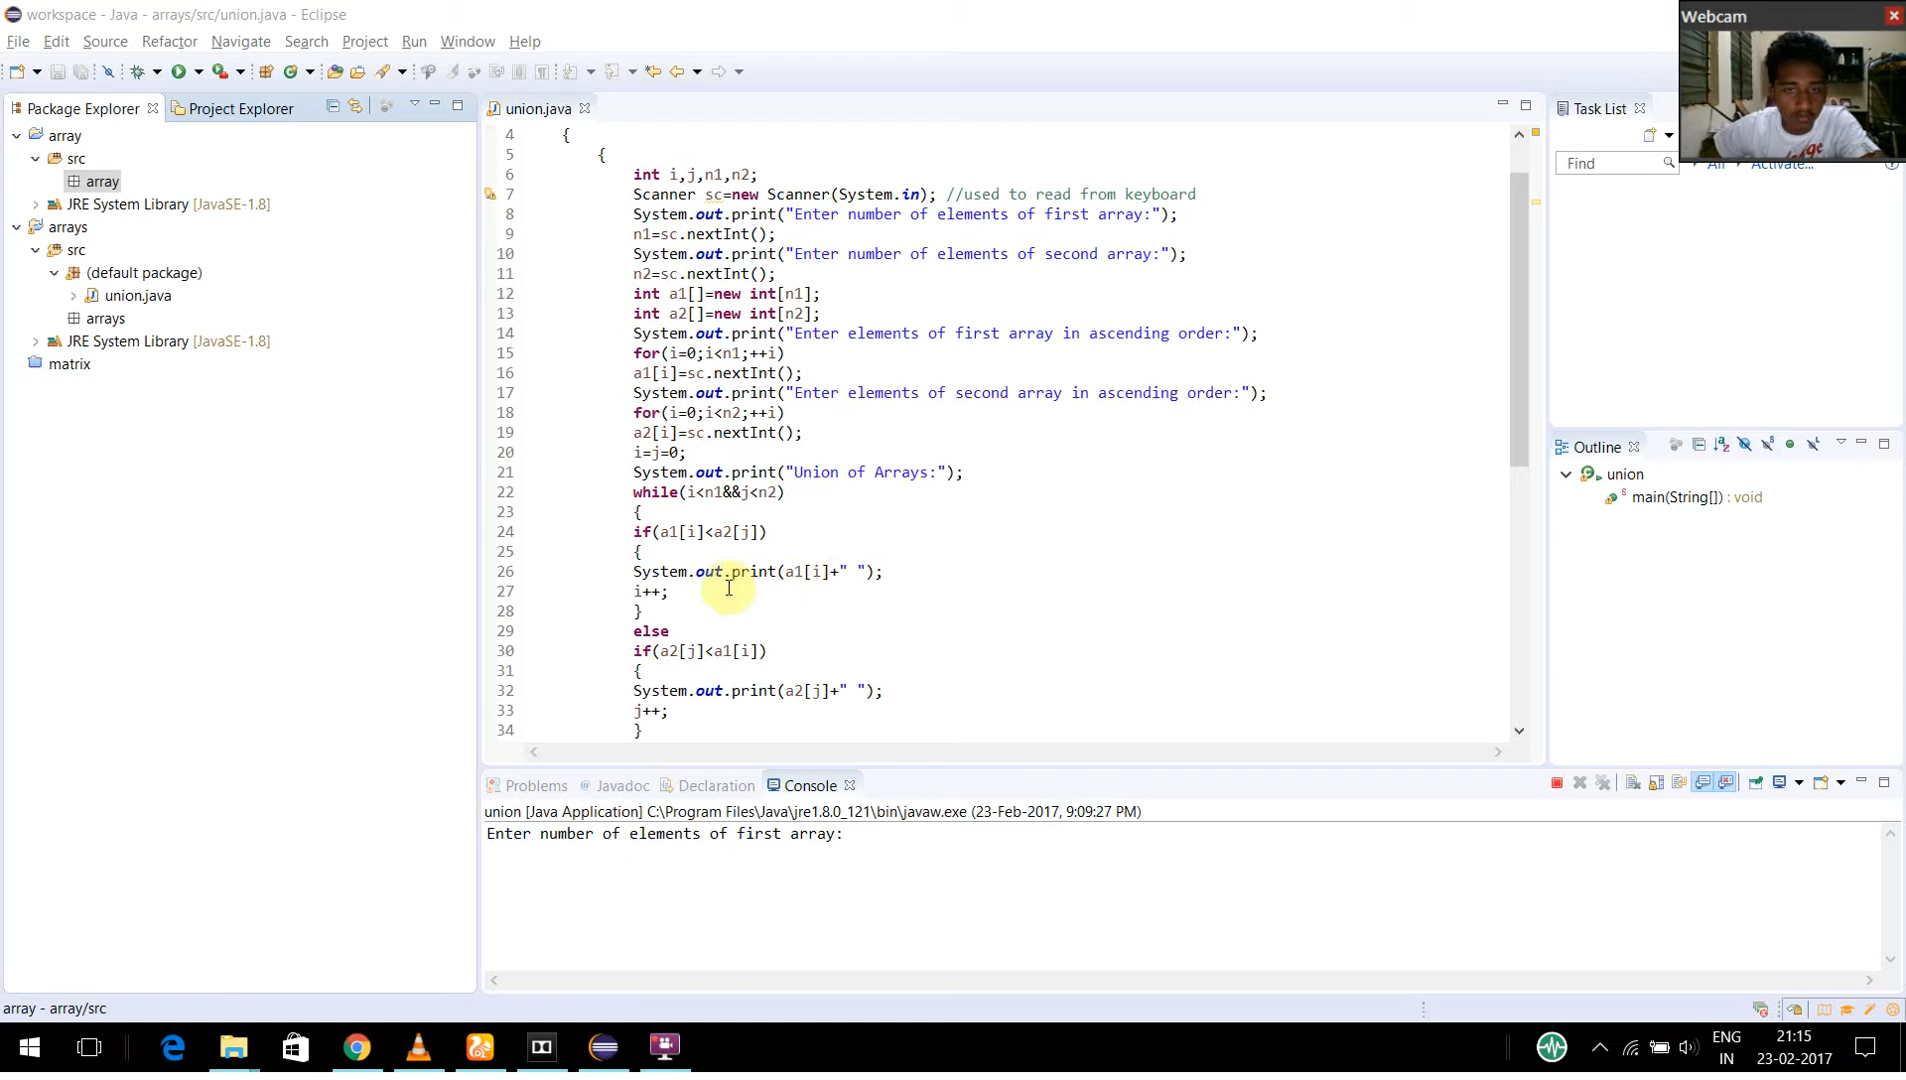 workspace - Java - arrays/src/union.java - Eclipse
Webcam
File Edit Source Refactor Navigate Search Project Run Window Help
Package Explorer Project Explorer
array
src
array
JRE System Library [JavaSE-1.8]
arrays
src
(default package)
union.java
arrays
JRE System Library [JavaSE-1.8]
matrix
union.java
4 {
5 {
6 int i,j,n1,n2;
7 Scanner sc=new Scanner(System.in); //used to read from keyboard
8 System.out.print("Enter number of elements of first array:");
9 n1=sc.nextInt();
10 System.out.print("Enter number of elements of second array:");
11 n2=sc.nextInt();
12 int a1[]=new int[n1];
13 int a2[]=new int[n2];
14 System.out.print("Enter elements of first array in ascending order:");
15 for(i=0;i<n1;++i)
16 a1[i]=sc.nextInt();
17 System.out.print("Enter elements of second array in ascending order:");
18 for(i=0;i<n2;++i)
19 a2[i]=sc.nextInt();
20 i=j=0;
21 System.out.print("Union of Arrays:");
22 while(i<n1&&j<n2)
23 {
24 if(a1[i]<a2[j])
25 {
26 System.out.print(a1[i]+" ");
27 i++;
28 }
29 else
30 if(a2[j]<a1[i])
31 {
32 System.out.print(a2[j]+" ");
33 j++;
34 }
Task List
Find All Activate...
Outline
union
main(String[]) : void
Problems Javadoc Declaration Console
union [Java Application] C:\Program Files\Java\jre1.8.0_121\bin\javaw.exe (23-Feb-2017, 9:09:27 PM)
Enter number of elements of first array:
array - array/src
ENG
IN
21:15
23-02-2017